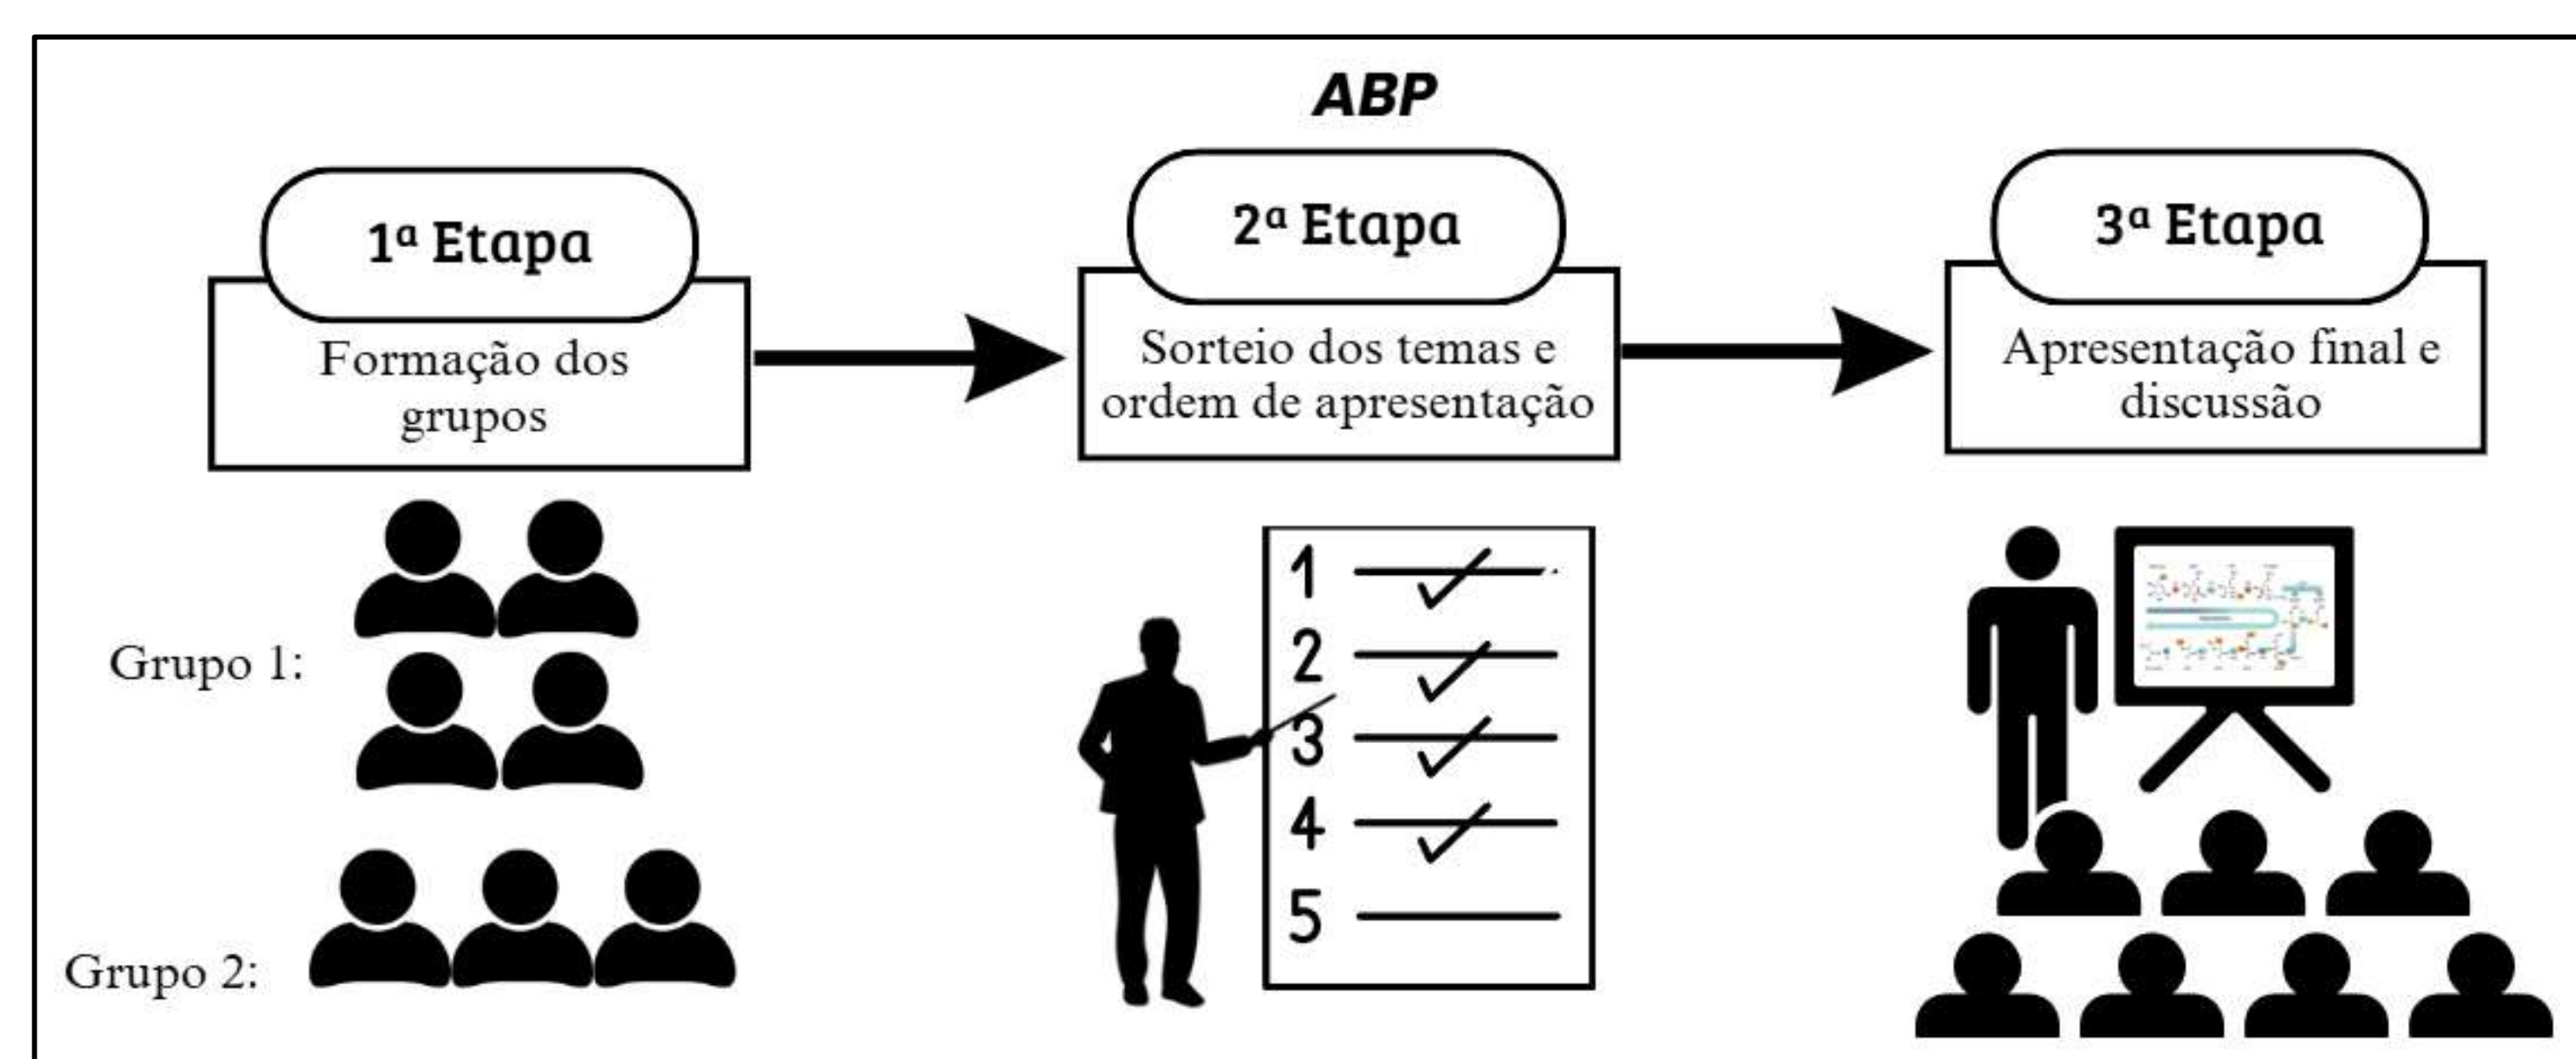 ABP
1ª Etapa
Formação dos
grupos
2ª Etapa
Sorteio dos temas e
ordem de apresentação
3ª Etapa
Apresentação final e
discussão
Grupo 1:
Grupo 2:
1
2
3
4
5